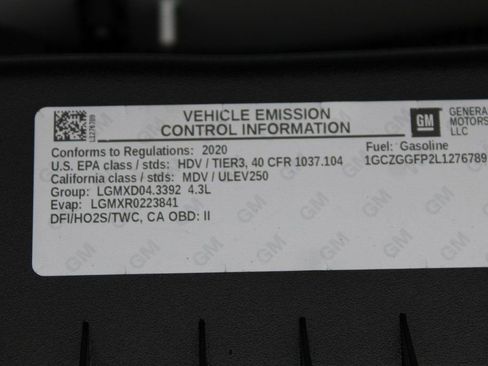 L1276789
VEHICLE EMISSION
CONTROL INFORMATION
GM
GENERAL
MOTORS
LLC
Conforms to Regulations: 2020
U.S. EPA class / stds: HDV / TIER3, 40 CFR 1037.104
California class / stds: MDV / ULEV250
Group: LGMXD04.3392 4.3L
Evap: LGMXR0223841
DFI/HO2S/TWC, CA OBD: II
Fuel: Gasoline
1GCZGGFP2L1276789